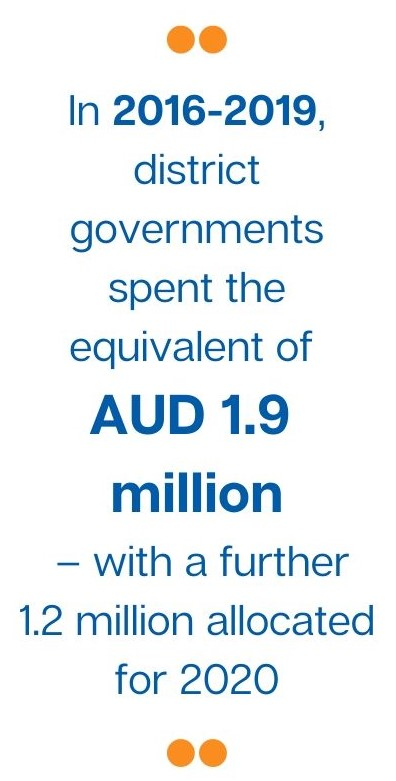 In 2016-2019,
district
governments
spent the
equivalent of
AUD 1.9
million
– with a further
1.2 million allocated
for 2020